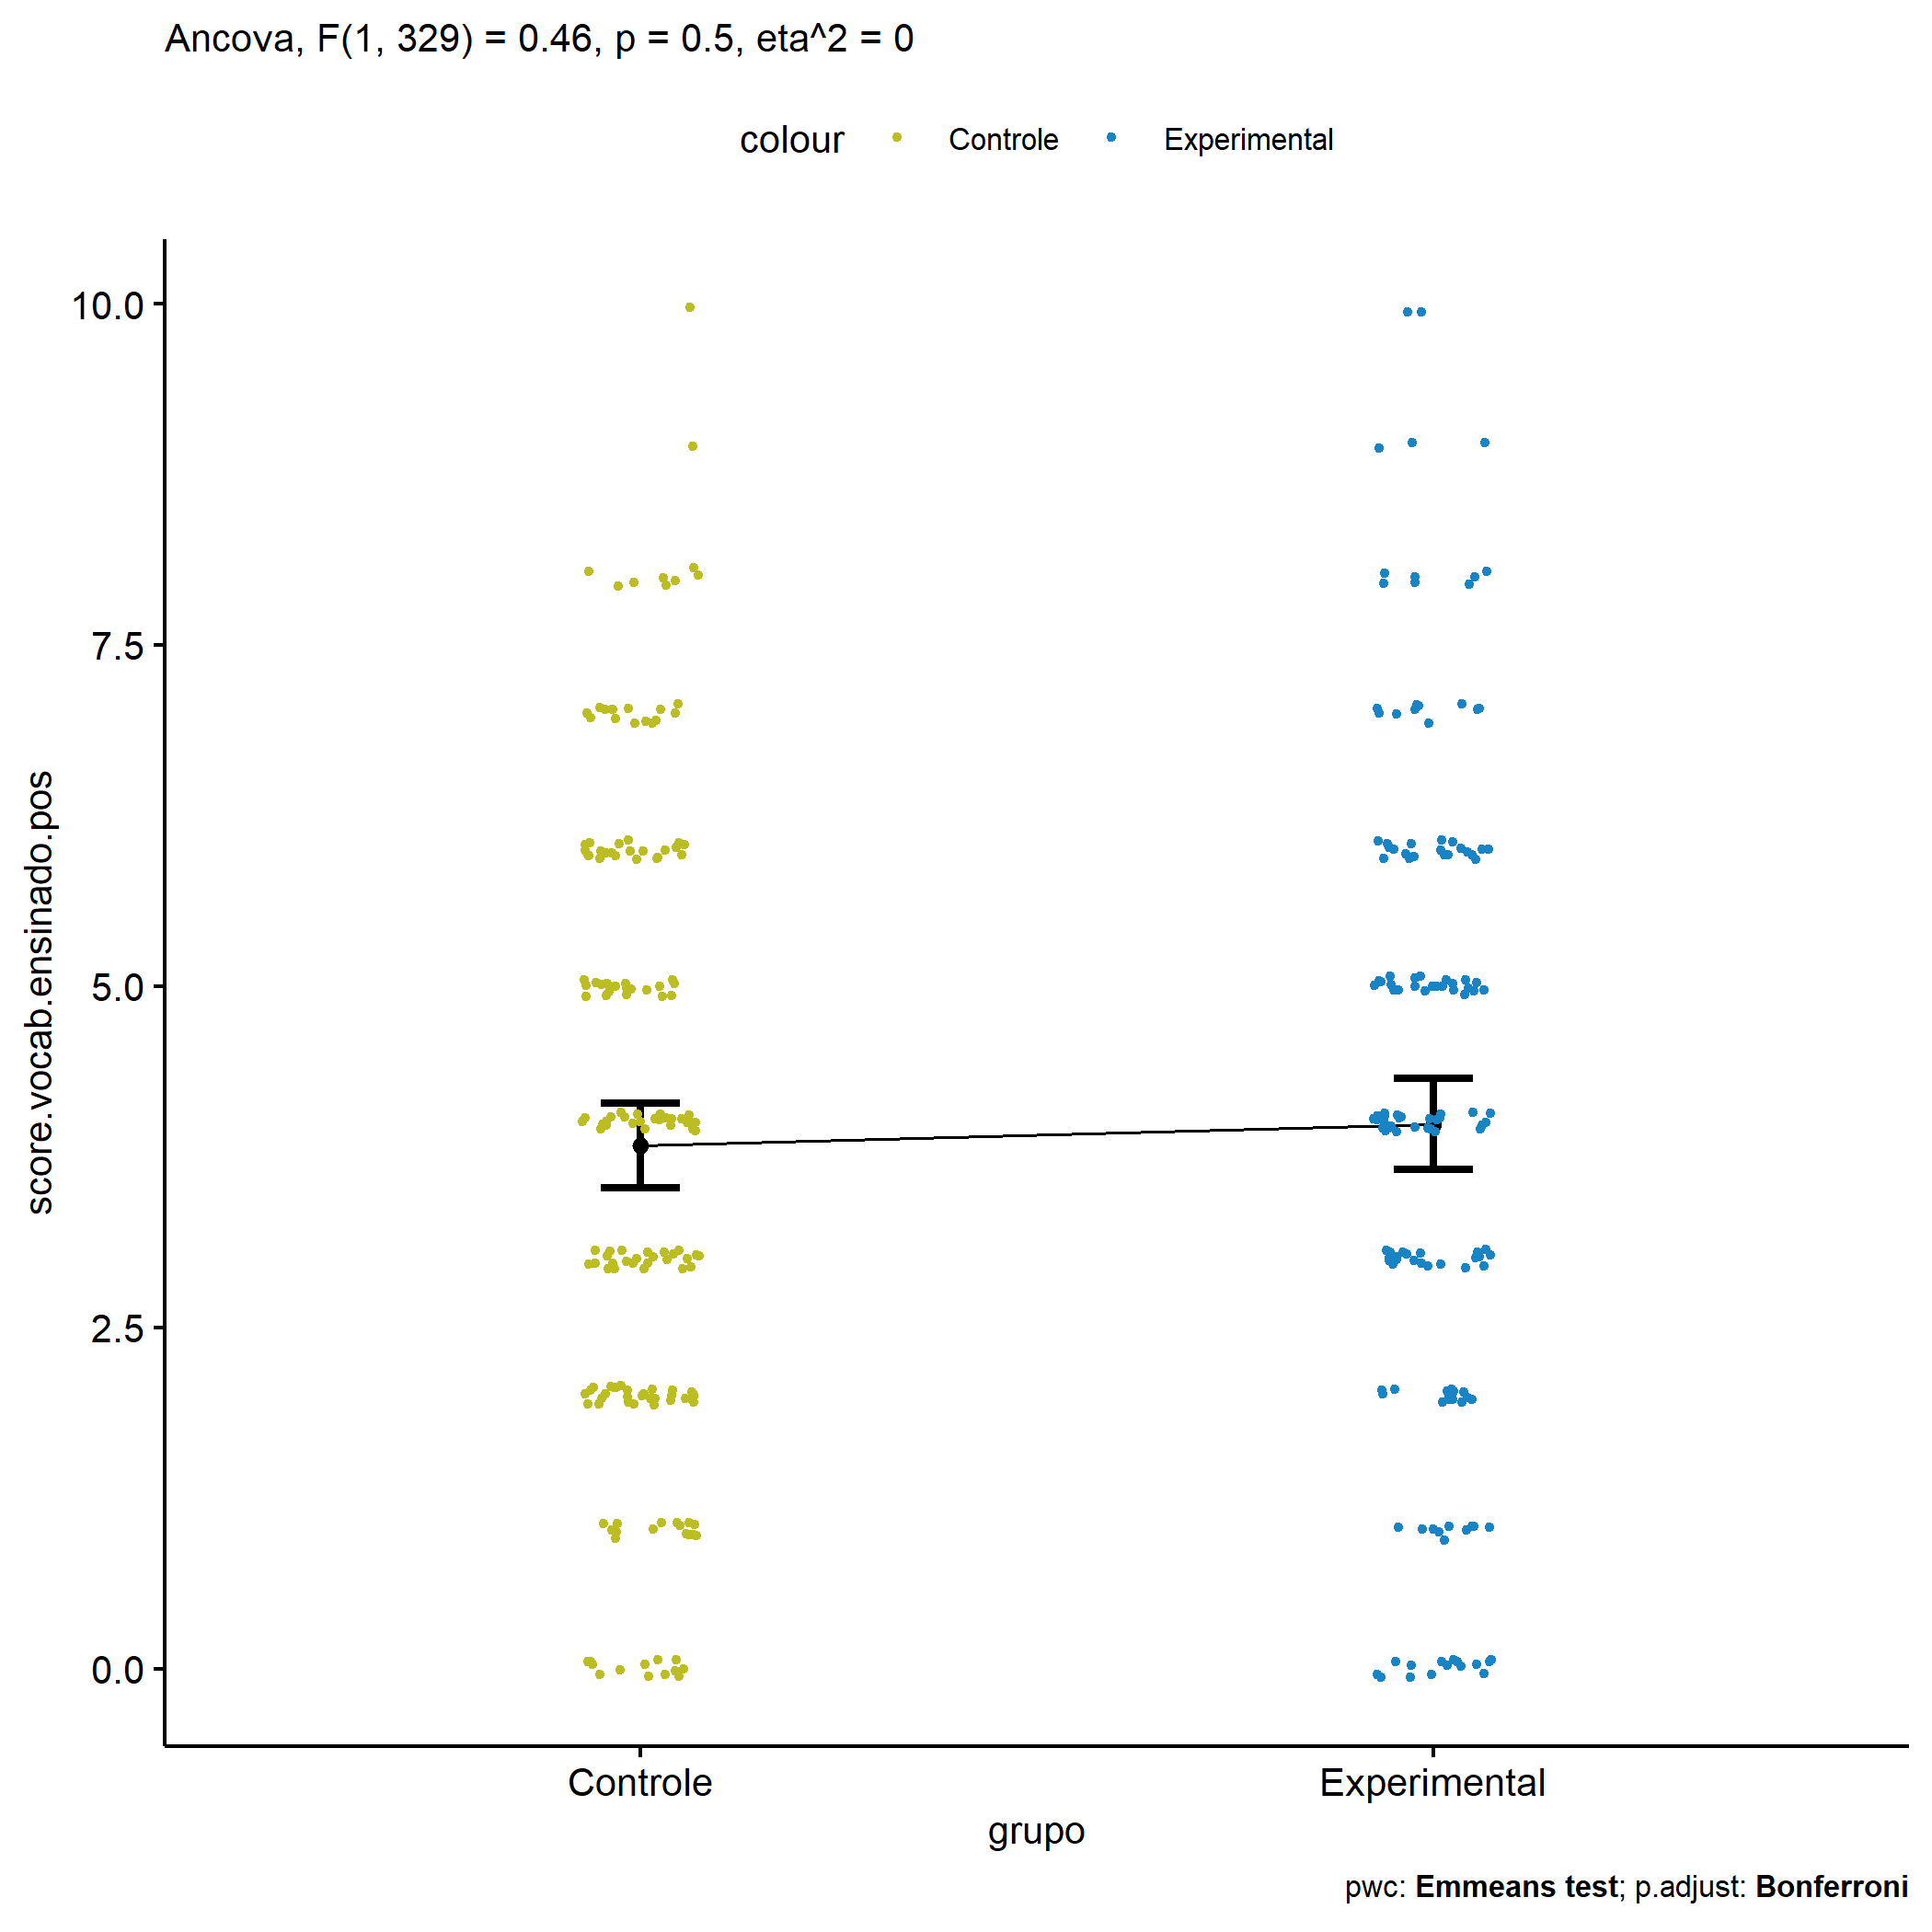 Ancova, F(1, 329) = 0.46, p = 0.5, eta^2 = 0
colour Controle Experimental
10.0
7.5
5.0
2.5
0.0
score.vocab.ensinado.pos
Controle Experimental
grupo
pwc: Emmeans test; p.adjust: Bonferroni